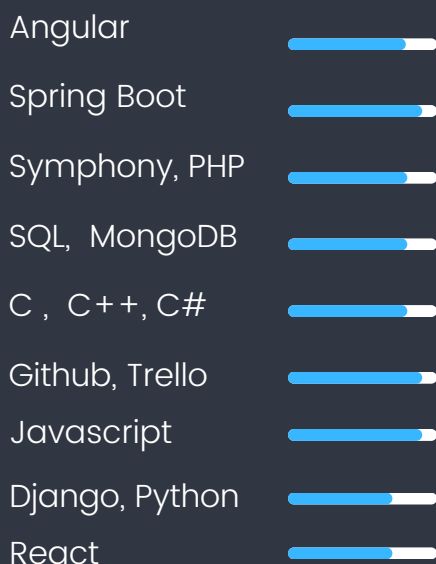 Angular
Spring Boot
Symphony, PHP
SQL,  MongoDB
C ,  C++, C#
Github, Trello
Javascript
Django, Python
React